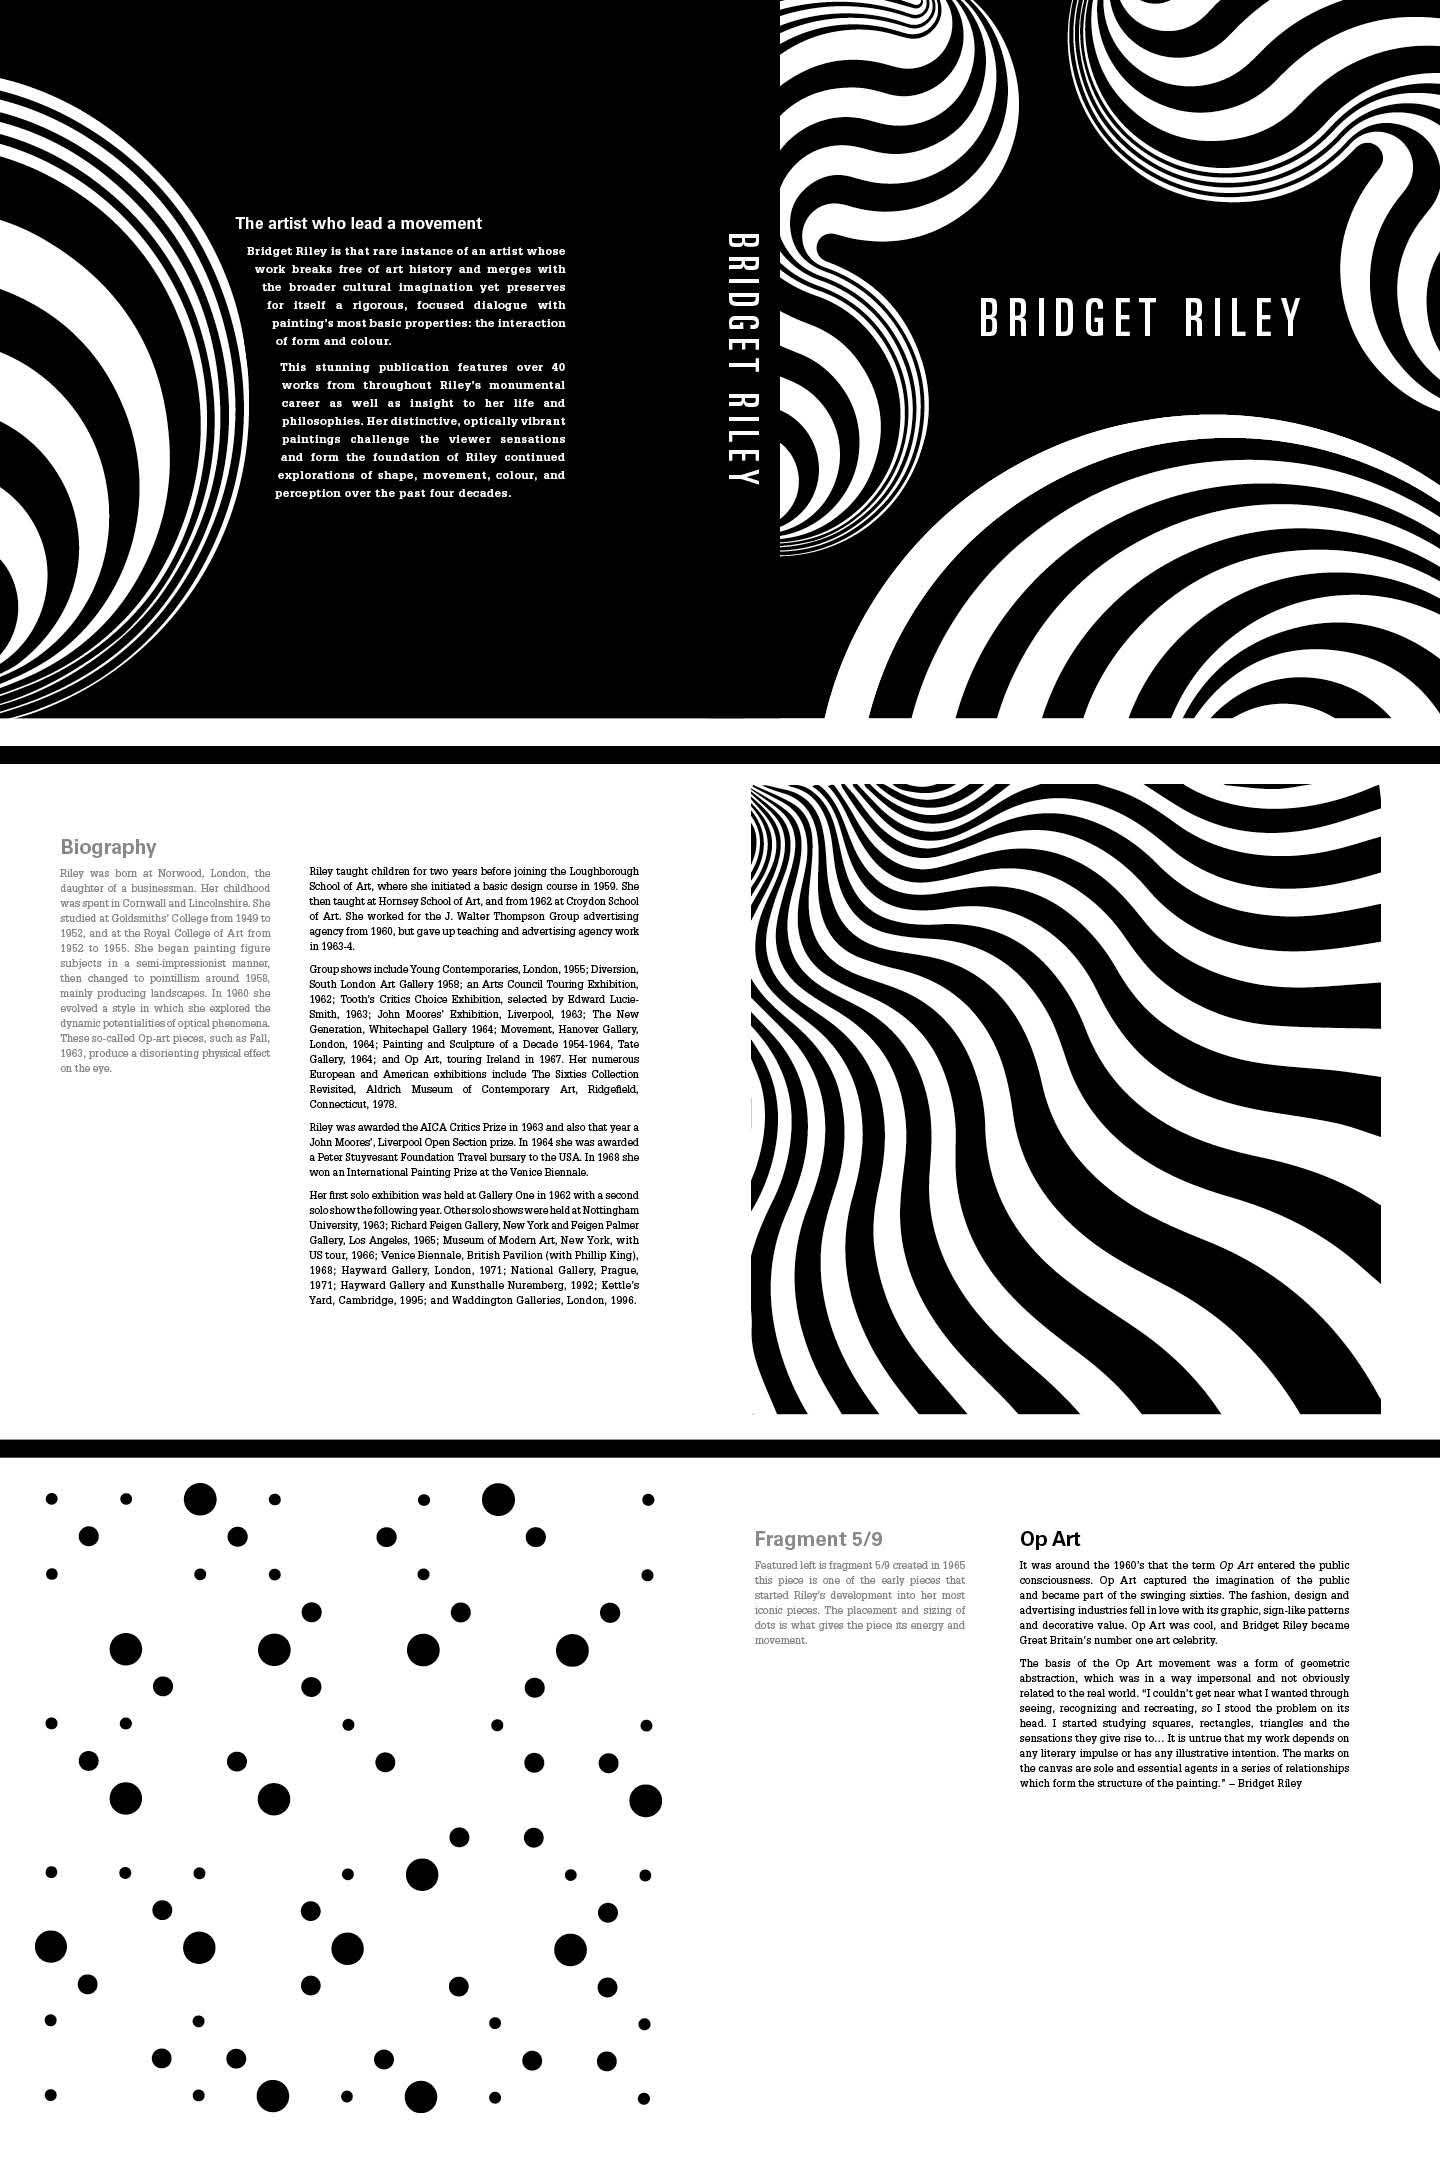 The artist who lead a movement
Bridget Riley is that rare instance of an artist whose
work breaks free of art history and merges with
the broader cultural imagination yet preserves
for itself a rigorous, focused dialogue with
painting's most basic properties: the interaction
of form and colour.
This stunning publication features over 40
works from throughout Riley's monumental
career as well as insight to her life and
philosophies. Her distinctive, optically vibrant
paintings challenge the viewer sensations
and form the foundation of Riley continued
explorations of shape, movement, colour, and
perception over the past four decades.
BRIDGET RILEY
BRIDGET RILEY
Biography
Riley was born at Norwood, London, the
daughter of a businessman. Her childhood
was spent in Cornwall and Lincolnshire. She
studied at Goldsmiths' College from 1949 to
1952, and at the Royal College of Art from
1952 to 1955. She began painting figure
subjects in a semi-impressionist manner,
then changed to pointillism around 1958,
mainly producing landscapes. In 1960 she
evolved a style in which she explored the
dynamic potentialities of optical phenomena.
These so-called Op-art pieces, such as Fall,
1963, produce a disorienting physical effect
on the eye.
Riley taught children for two years before joining the Loughborough
School of Art, where she initiated a basic design course in 1959. She
then taught at Hornsey School of Art, and from 1962 at Croydon School
of Art. She worked for the J. Walter Thompson Group advertising
agency from 1960, but gave up teaching and advertising agency work
in 1963-4.
Group shows include Young Contemporaries, London, 1955; Diversion,
South London Art Gallery 1958; an Arts Council Touring Exhibition,
1962; Tooth's Critics Choice Exhibition, selected by Edward Lucie-
Smith, 1963; John Moores' Exhibition, Liverpool, 1963; The New
Generation, Whitechapel Gallery 1964; Movement, Hanover Gallery,
London, 1964; Painting and Sculpture of a Decade 1954-1964, Tate
Gallery, 1964; and Op Art, touring Ireland in 1967. Her numerous
European and American exhibitions include The Sixties Collection
Revisited, Aldrich Museum of Contemporary Art, Ridgefield,
Connecticut, 1978.
Riley was awarded the AICA Critics Prize in 1963 and also that year a
John Moores', Liverpool Open Section prize. In 1964 she was awarded
a Peter Stuyvesant Foundation Travel bursary to the USA. In 1968 she
won an International Painting Prize at the Venice Biennale.
Her first solo exhibition was held at Gallery One in 1962 with a second
solo show the following year. Other solo shows were held at Nottingham
University, 1963; Richard Feigen Gallery, New York and Feigen Palmer
Gallery, Los Angeles, 1965; Museum of Modern Art, New York, with
US tour, 1966; Venice Biennale, British Pavilion (with Phillip King),
1968; Hayward Gallery, London, 1971; National Gallery, Prague,
1971; Hayward Gallery and Kunsthalle Nuremberg, 1992; Kettle's
Yard, Cambridge, 1995; and Waddington Galleries, London, 1996.
Fragment 5/9
Featured left is fragment 5/9 created in 1965
this piece is one of the early pieces that
started Riley's development into her most
iconic pieces. The placement and sizing of
dots is what gives the piece its energy and
movement.
Op Art
It was around the 1960's that the term Op Art entered the public
consciousness. Op Art captured the imagination of the public
and became part of the swinging sixties. The fashion, design and
advertising industries fell in love with its graphic, sign-like patterns
and decorative value. Op Art was cool, and Bridget Riley became
Great Britain's number one art celebrity.
The basis of the Op Art movement was a form of geometric
abstraction, which was in a way impersonal and not obviously
related to the real world. "I couldn't get near what I wanted through
seeing, recognizing and recreating, so I stood the problem on its
head. I started studying squares, rectangles, triangles and the
sensations they give rise to... It is untrue that my work depends on
any literary impulse or has any illustrative intention. The marks on
the canvas are sole and essential agents in a series of relationships
which form the structure of the painting." – Bridget Riley